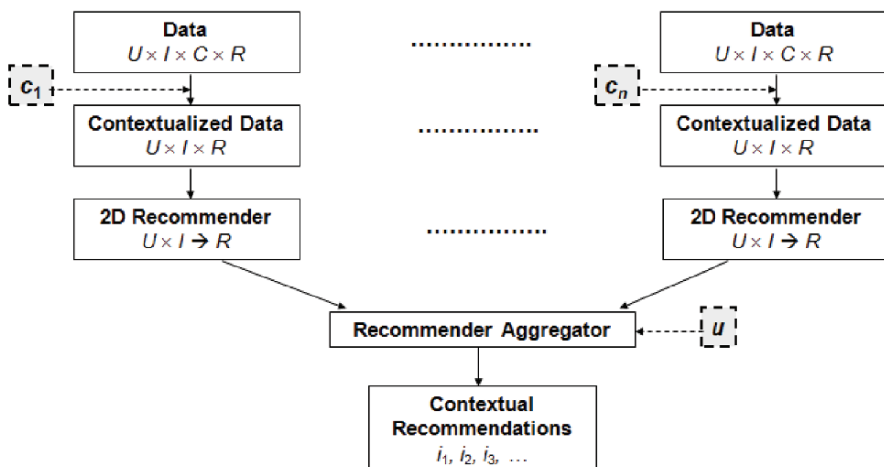 Data
U × I × C × R
................
Data
U × I × C × R
c1
cn
Contextualized Data
U × I × R
................
Contextualized Data
U × I × R
2D Recommender
U × I → R
................
2D Recommender
U × I → R
Recommender Aggregator
u
Contextual
Recommendations
i1, i2, i3, …